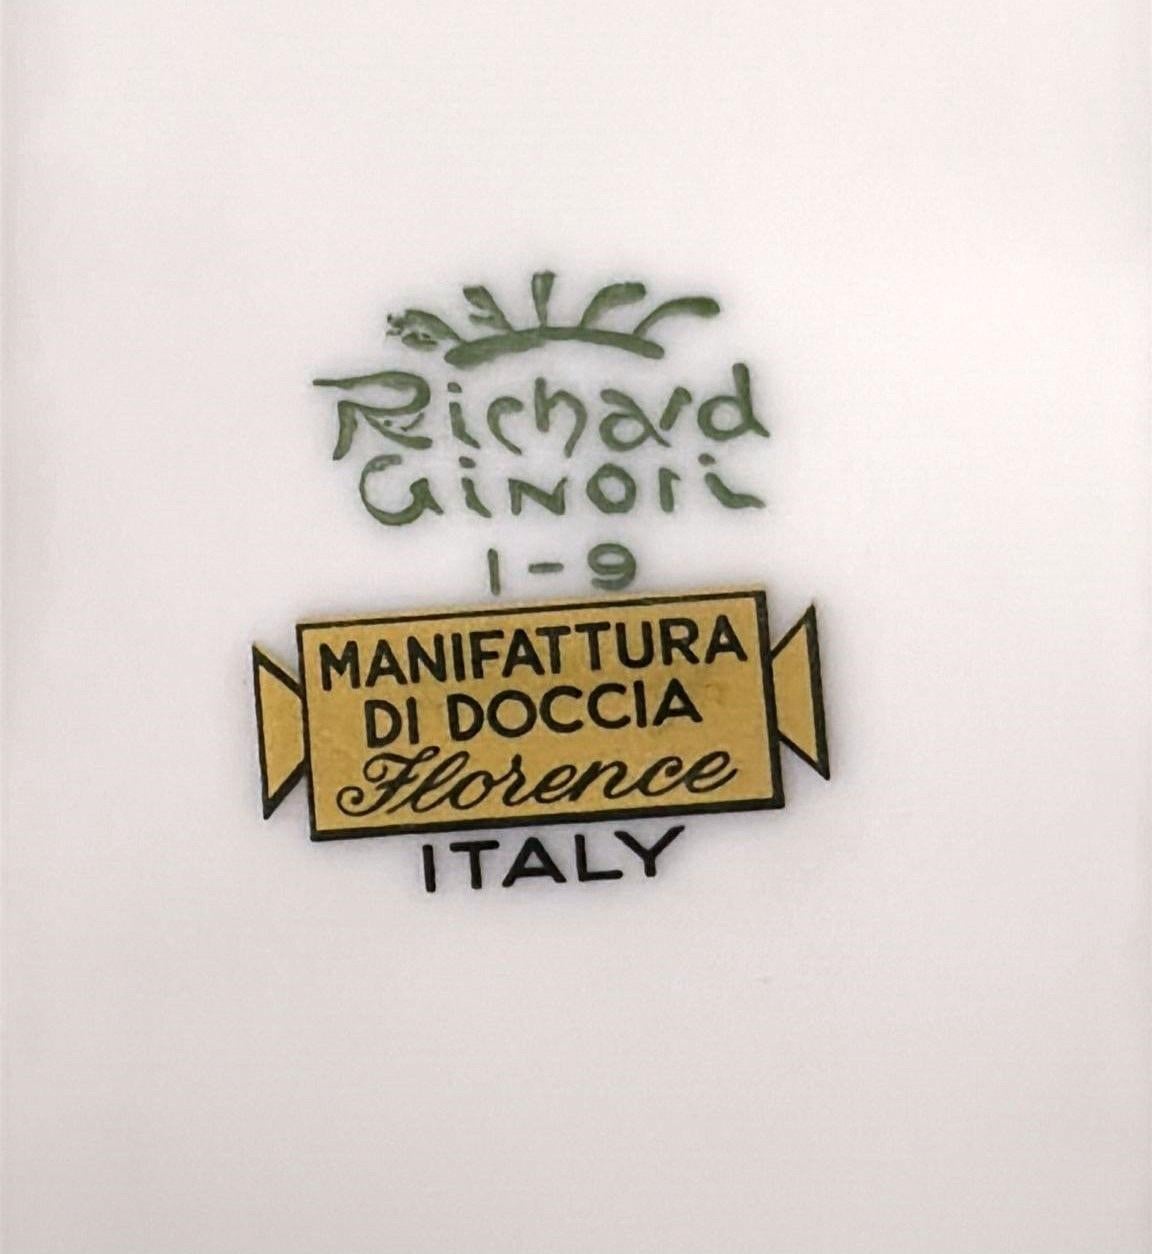 Richard
Ginori
1-9
MANIFATTURA
DI DOCCIA
Florence
ITALY